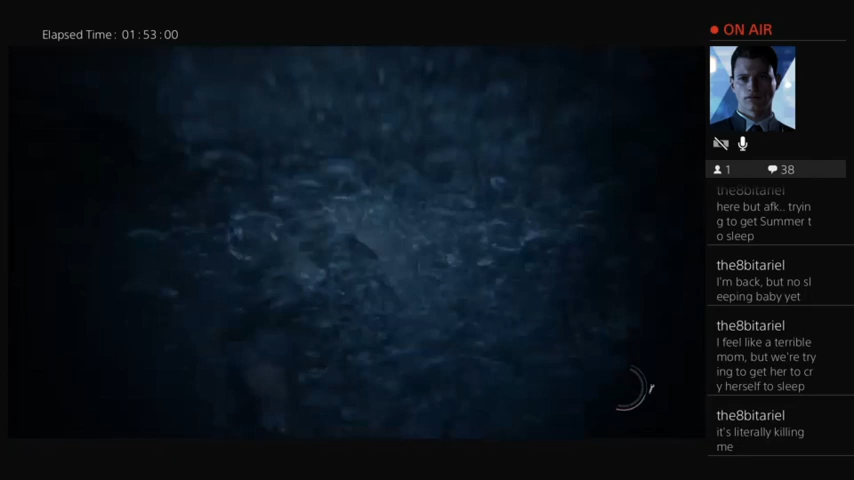 Elapsed Time: 01:53:00
ON AIR
1
38
the8bitariel
here but afk.. tryin
g to get Summer t
o sleep
the8bitariel
I'm back, but no sl
eeping baby yet
the8bitariel
I feel like a terrible
mom, but we're try
ing to get her to cr
y herself to sleep
the8bitariel
it's literally killing
me